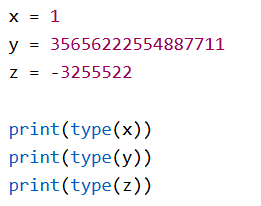 x = 1
y = 35656222554887711
z = -3255522
print(type(x))
print(type(y))
print(type(z))